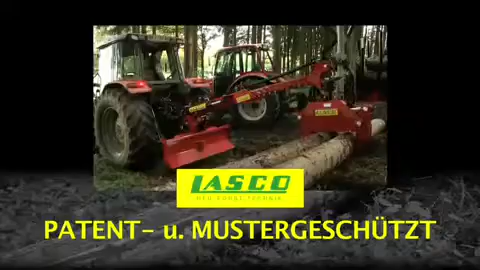 LASCO
DER FORST-TECHNIK
PATENT- u. MUSTERGESCHÜTZT